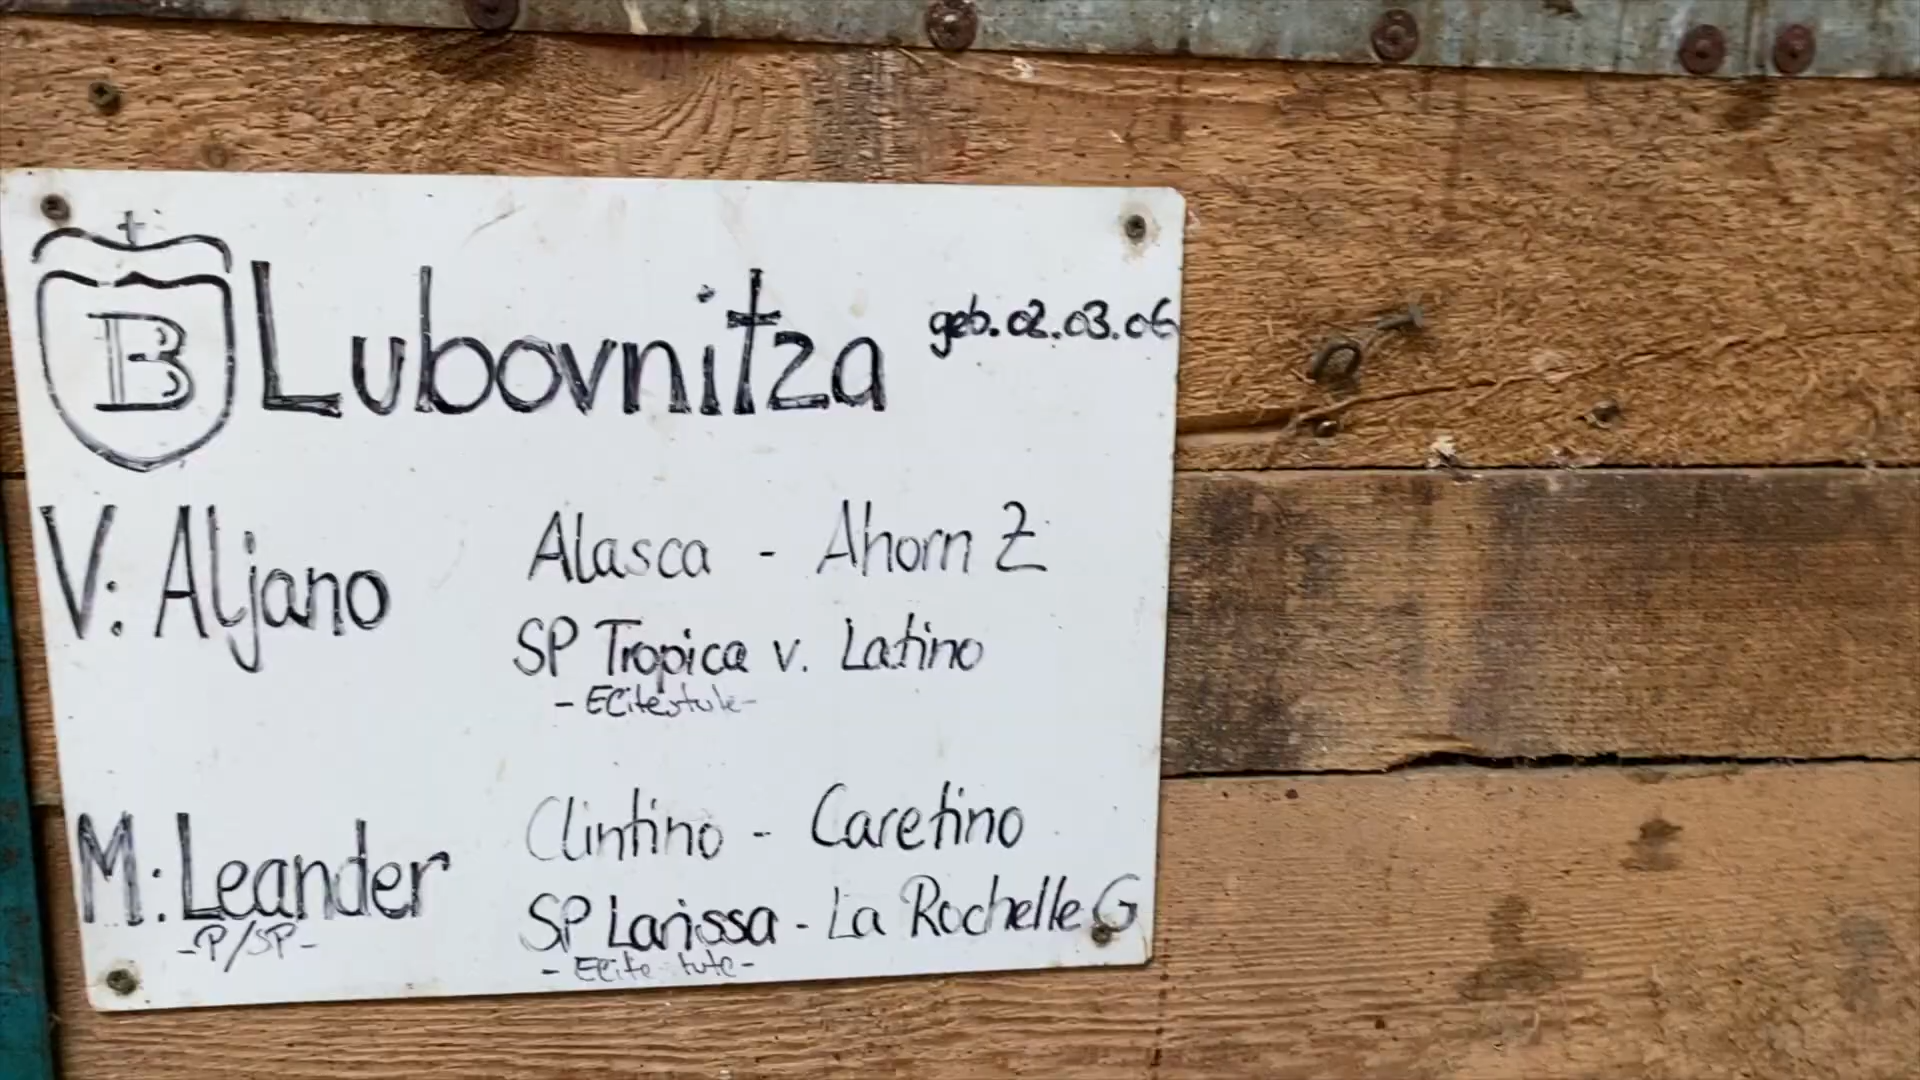 B Lubovnitza geb. 02.03.06
V: Aljano
Alasca - Ahorn Z
SP Tropica v. Latino
- Elitestute -
M: Leander
- P/SP -
Clintino - Caretino
SP Larissa - La Rochelle G
- Elitestute -